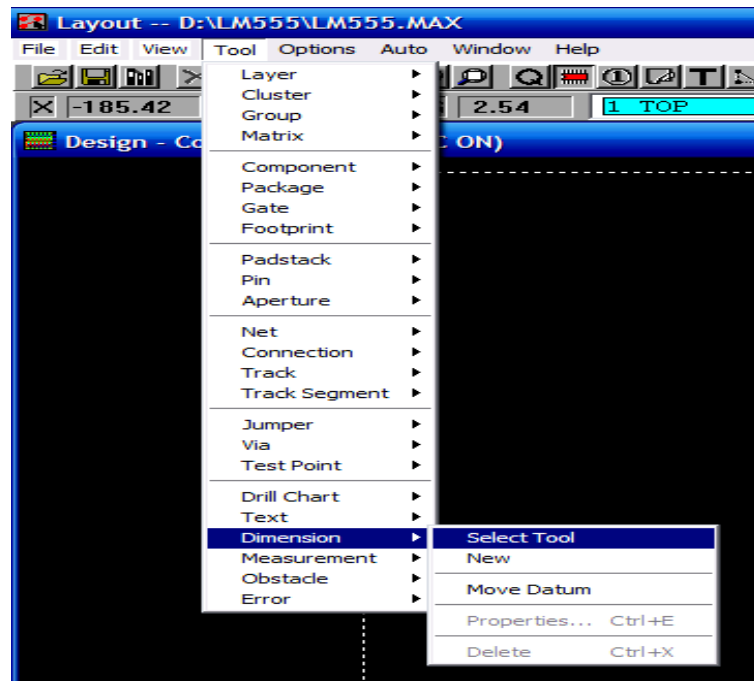 Layout -- D:\LM555\LM555.MAX
File Edit View Tool Options Auto Window Help
X -185.42 2.54 1 TOP
Design - Co ON)
Layer
Cluster
Group
Matrix
Component
Package
Gate
Footprint
Padstack
Pin
Aperture
Net
Connection
Track
Track Segment
Jumper
Via
Test Point
Drill Chart
Text
Dimension
Measurement
Obstacle
Error
Select Tool
New
Move Datum
Properties... Ctrl+E
Delete Ctrl+X